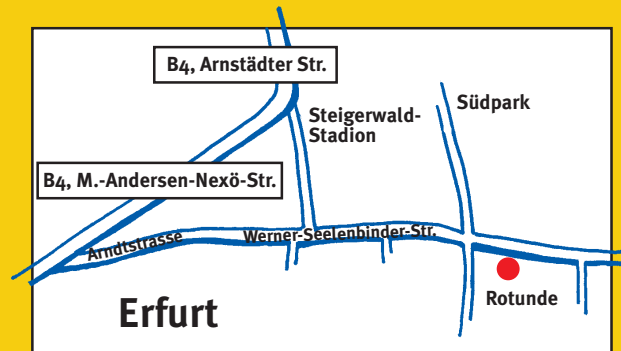 B4, Arnstädter Str.
Steigerwald-
Stadion
Südpark
B4, M.-Andersen-Nexö-Str.
Arndtstrasse
Werner-Seelenbinder-Str.
Rotunde
Erfurt